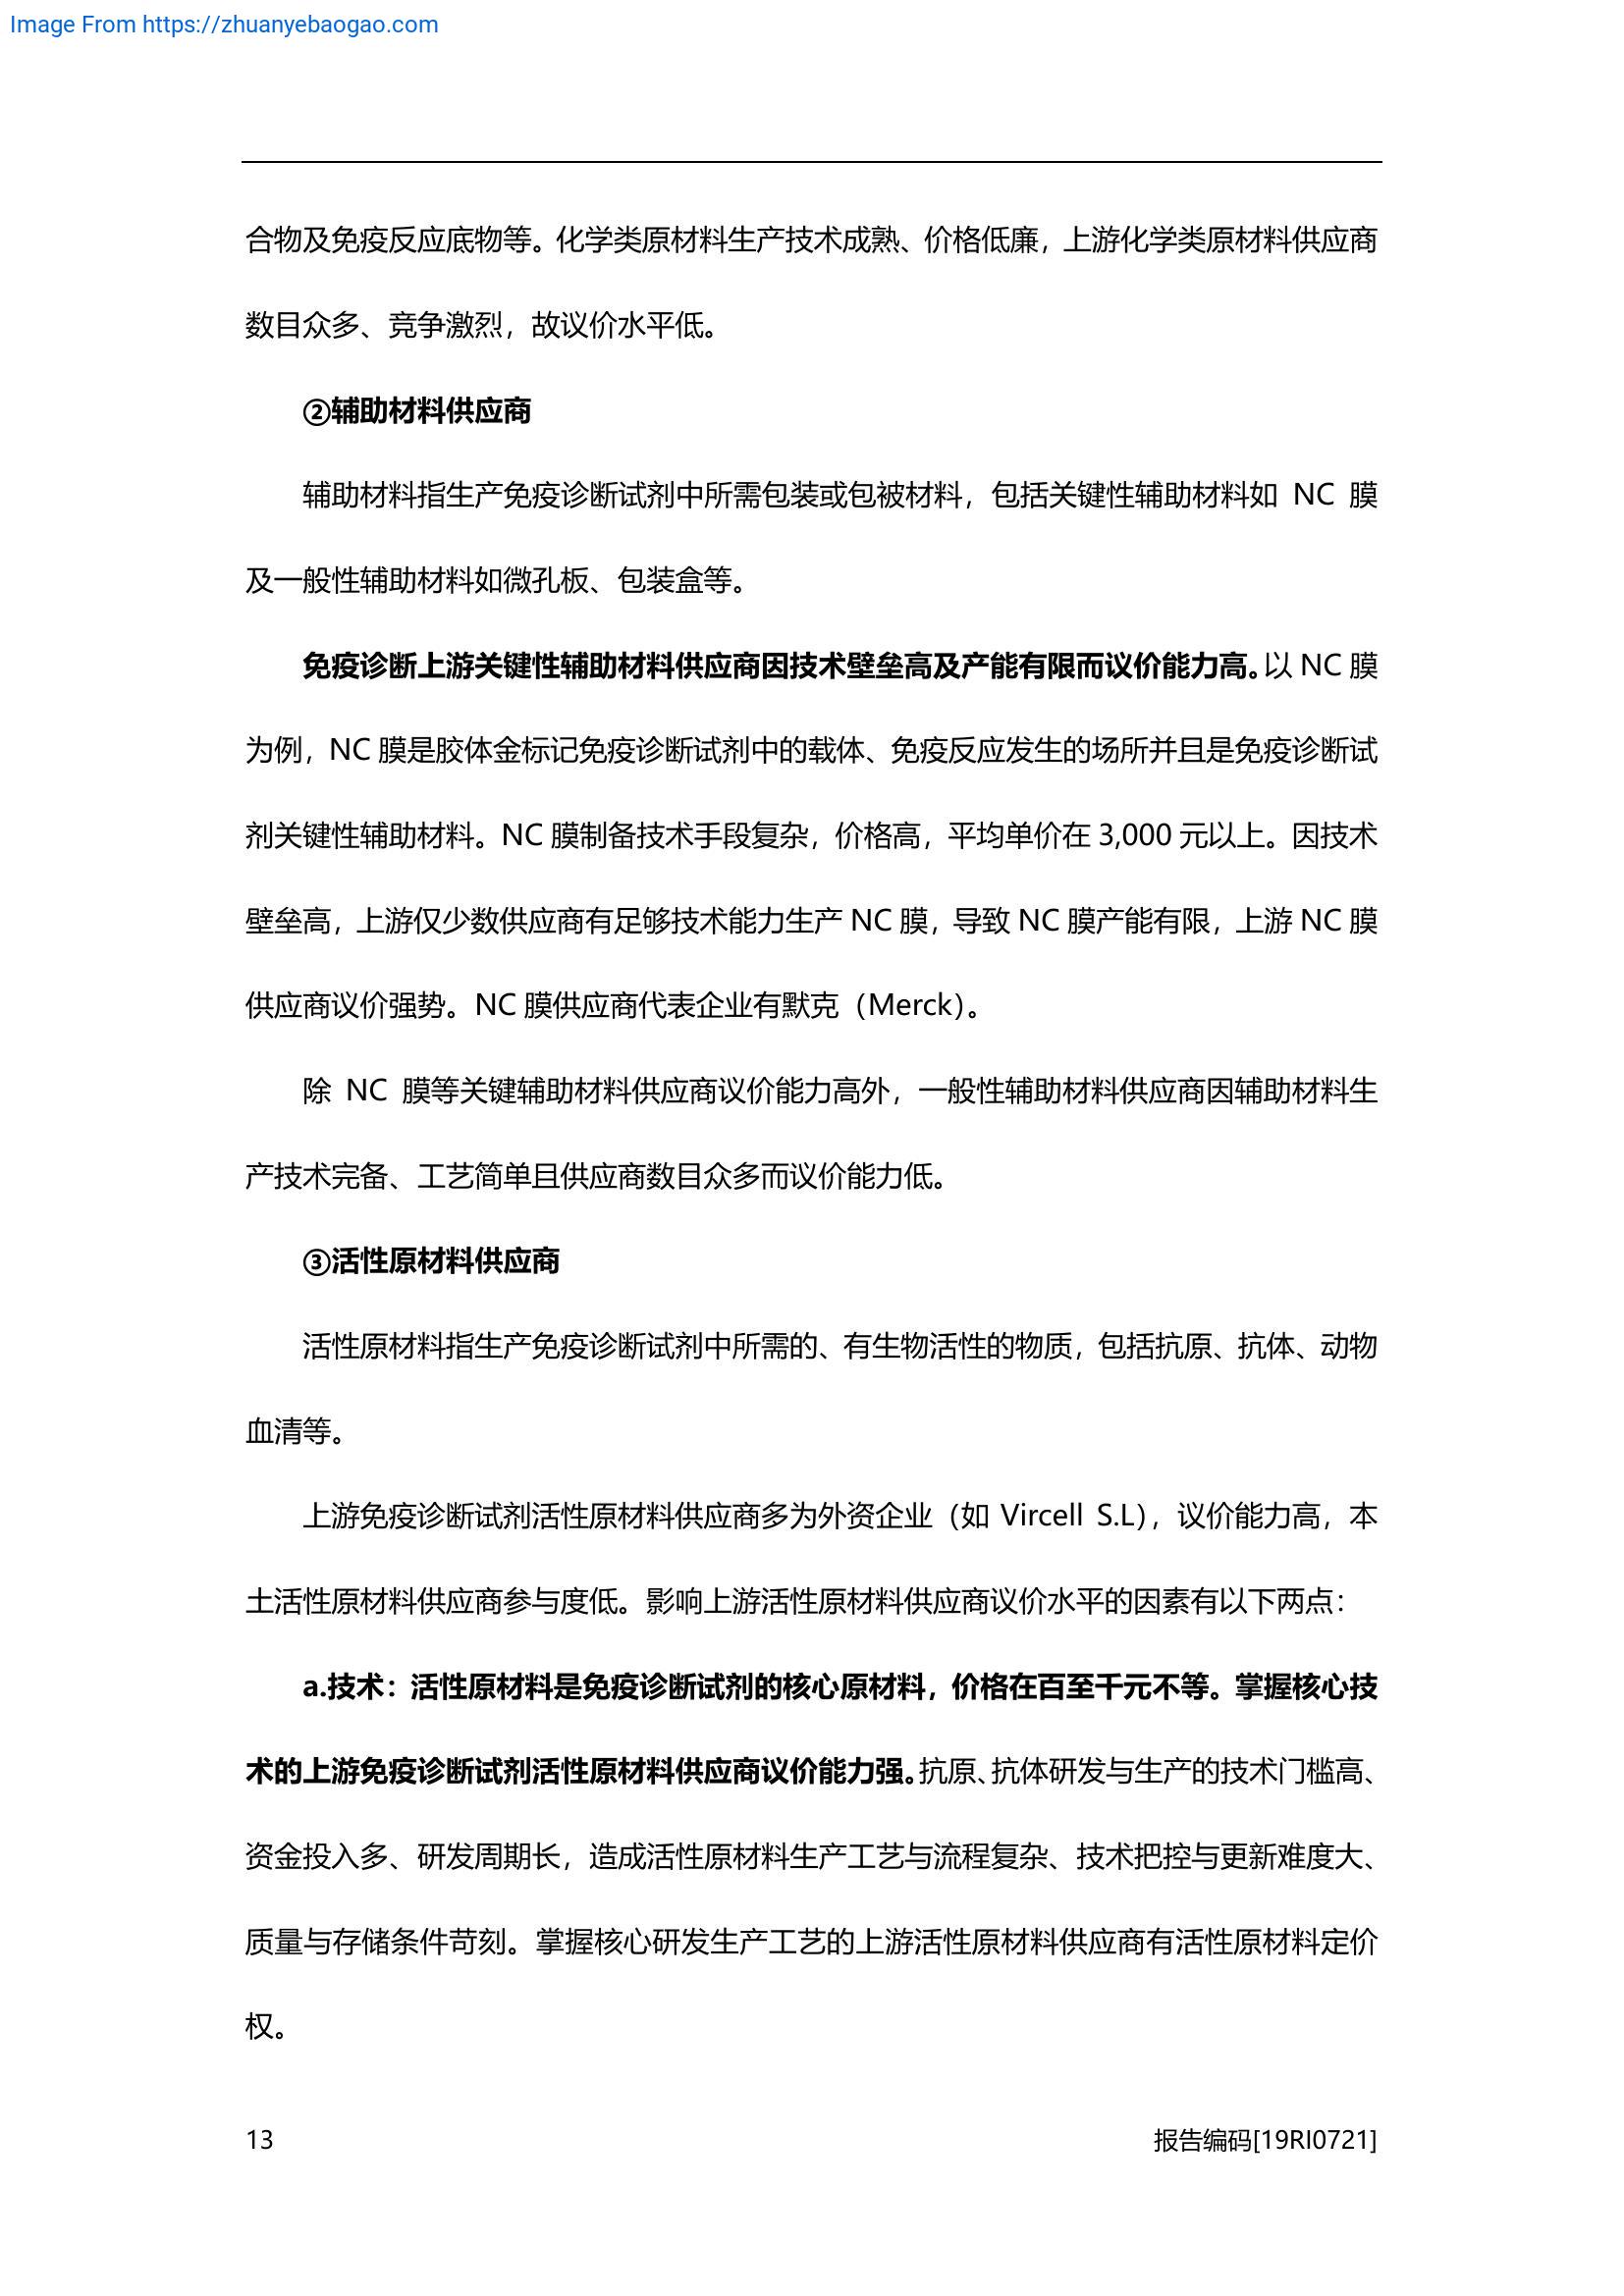 Image From https://zhuanyebaogao.com
合物及免疫反应底物等。化学类原材料生产技术成熟、价格低廉，上游化学类原材料供应商
数目众多、竞争激烈，故议价水平低。
②辅助材料供应商
辅助材料指生产免疫诊断试剂中所需包装或包被材料，包括关键性辅助材料如 NC 膜
及一般性辅助材料如微孔板、包装盒等。
免疫诊断上游关键性辅助材料供应商因技术壁垒高及产能有限而议价能力高。以 NC 膜
为例，NC 膜是胶体金标记免疫诊断试剂中的载体、免疫反应发生的场所并且是免疫诊断试
剂关键性辅助材料。NC 膜制备技术手段复杂，价格高，平均单价在 3,000 元以上。因技术
壁垒高，上游仅少数供应商有足够技术能力生产 NC 膜，导致 NC 膜产能有限，上游 NC 膜
供应商议价强势。NC 膜供应商代表企业有默克（Merck）。
除 NC 膜等关键辅助材料供应商议价能力高外，一般性辅助材料供应商因辅助材料生
产技术完备、工艺简单且供应商数目众多而议价能力低。
③活性原材料供应商
活性原材料指生产免疫诊断试剂中所需的、有生物活性的物质，包括抗原、抗体、动物
血清等。
上游免疫诊断试剂活性原材料供应商多为外资企业（如 Vircell S.L），议价能力高，本
土活性原材料供应商参与度低。影响上游活性原材料供应商议价水平的因素有以下两点：
a.技术：活性原材料是免疫诊断试剂的核心原材料，价格在百至千元不等。掌握核心技
术的上游免疫诊断试剂活性原材料供应商议价能力强。抗原、抗体研发与生产的技术门槛高、
资金投入多、研发周期长，造成活性原材料生产工艺与流程复杂、技术把控与更新难度大、
质量与存储条件苛刻。掌握核心研发生产工艺的上游活性原材料供应商有活性原材料定价
权。
13
报告编码[19RI0721]